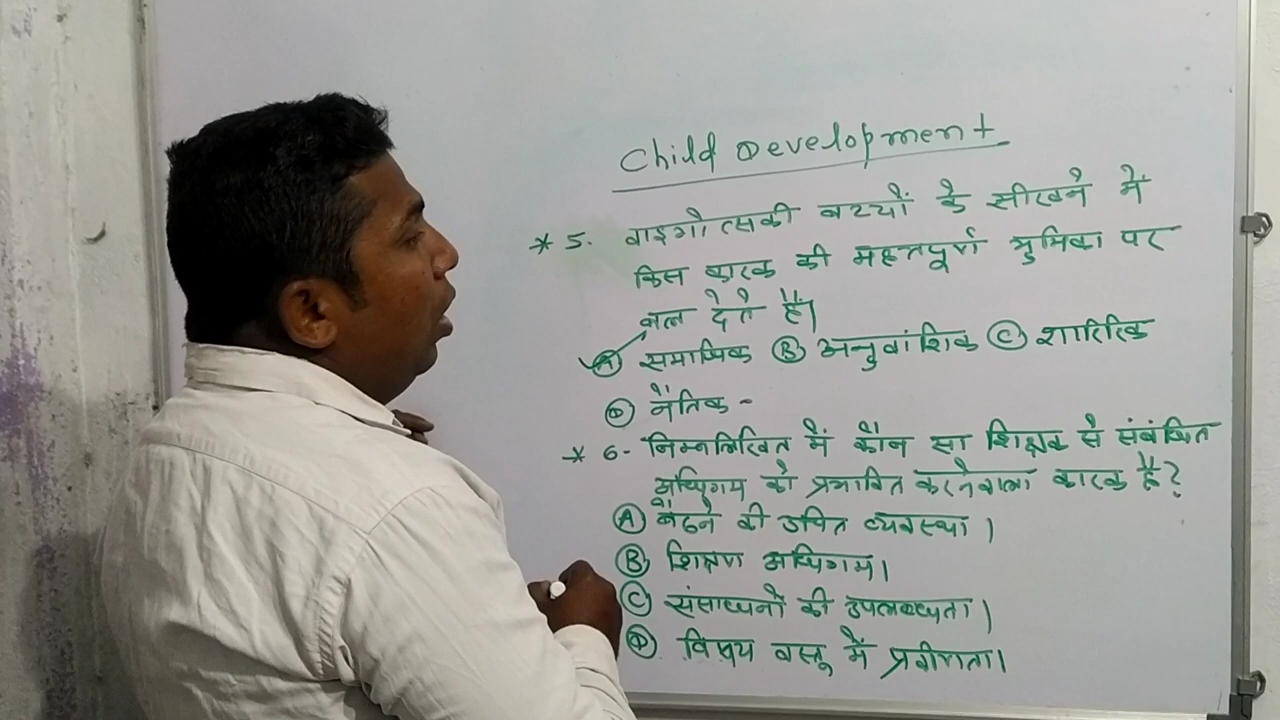 Child Development
* 5. वाइगोत्सकी बच्चों के सीखने में
किस कारक की महत्वपूर्ण भुमिका पर
बल देते हैं।
(A) समाजिक (B) अनुवांशिक (C) शारिरिक
(D) नैतिक -
* 6- निम्नलिखित में कौन सा शिक्षक से संबंधित
अधिगम को प्रभावित करनेवाला कारक है?
(A) बैठने की उचित व्यवस्था।
(B) शिक्षण अधिगम।
(C) संसाधनों की उपलब्धता।
(D) विषय वस्तू में प्रवीणता।